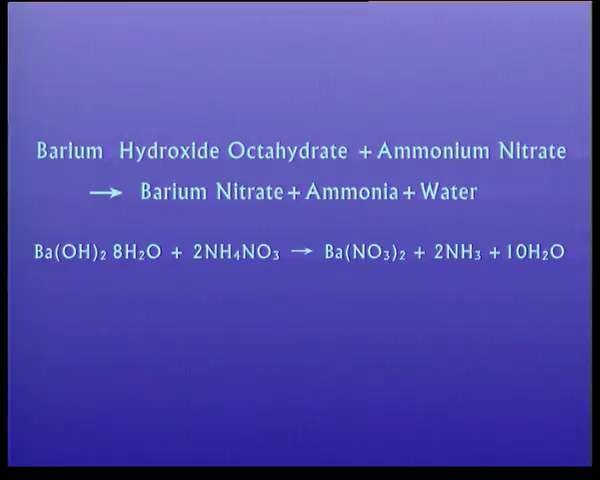 Barium Hydroxide Octahydrate + Ammonium Nitrate
→ Barium Nitrate + Ammonia + Water
Ba(OH)₂ 8H₂O + 2NH₄NO₃ → Ba(NO₃)₂ + 2NH₃ + 10H₂O